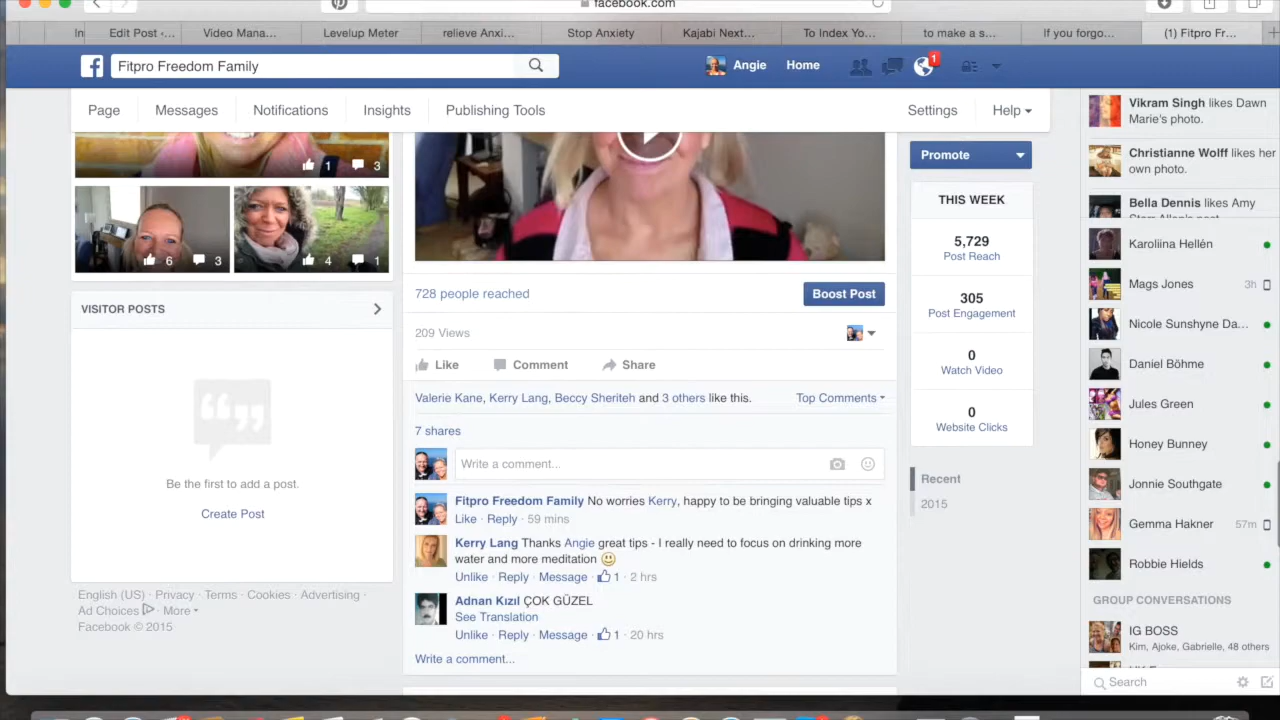 facebook.com
In
Edit Post ‹...
Video Mana...
Levelup Meter
relieve Anxi...
Stop Anxiety
Kajabi Next...
To Index Yo...
to make a s...
If you forgo...
(1) Fitpro Fr...
Fitpro Freedom Family
Angie
Home
1
Page
Messages
Notifications
Insights
Publishing Tools
Settings
Help
1 3
6 3
4 1
VISITOR POSTS
Be the first to add a post.
Create Post
English (US) · Privacy · Terms · Cookies · Advertising ·
Ad Choices · More
Facebook © 2015
728 people reached
Boost Post
209 Views
Like
Comment
Share
Valerie Kane, Kerry Lang, Beccy Sheriteh and 3 others like this.
Top Comments
7 shares
Write a comment...
Fitpro Freedom Family No worries Kerry, happy to be bringing valuable tips x
Like · Reply · 59 mins
Kerry Lang Thanks Angie great tips - I really need to focus on drinking more
water and more meditation
Unlike · Reply · Message · 1 · 2 hrs
Adnan Kızıl ÇOK GÜZEL
See Translation
Unlike · Reply · Message · 1 · 20 hrs
Write a comment...
Promote
THIS WEEK
5,729
Post Reach
305
Post Engagement
0
Watch Video
0
Website Clicks
Recent
2015
Vikram Singh likes Dawn
Marie's photo.
Christianne Wolff likes her
own photo.
Bella Dennis likes Amy
Karoliina Hellén
Mags Jones 3h
Nicole Sunshyne Da...
Daniel Böhme
Jules Green
Honey Bunney
Jonnie Southgate
Gemma Hakner 57m
Robbie Hields
GROUP CONVERSATIONS
IG BOSS
Kim, Ajoke, Gabrielle, 48 others
Search